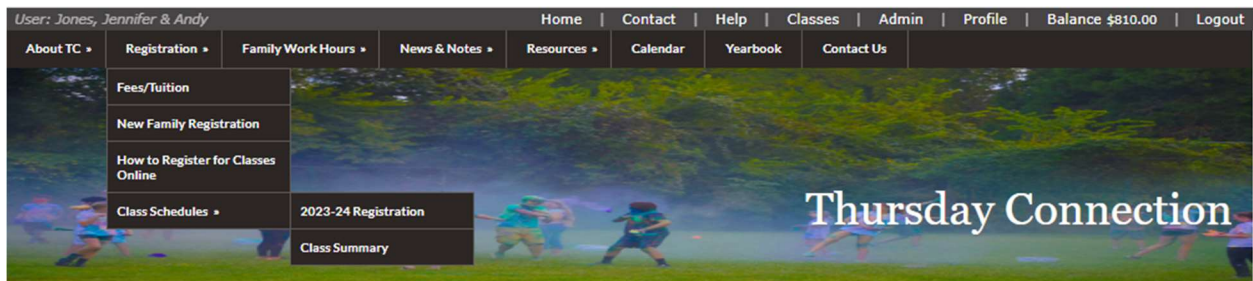 User: Jones, Jennifer & Andy Home | Contact | Help | Classes | Admin | Profile | Balance $810.00 | Logout
About TC » Registration » Family Work Hours » News & Notes » Resources » Calendar Yearbook Contact Us
Fees/Tuition
New Family Registration
How to Register for Classes
Online
Class Schedules » 2023-24 Registration
Class Summary
Thursday Connection